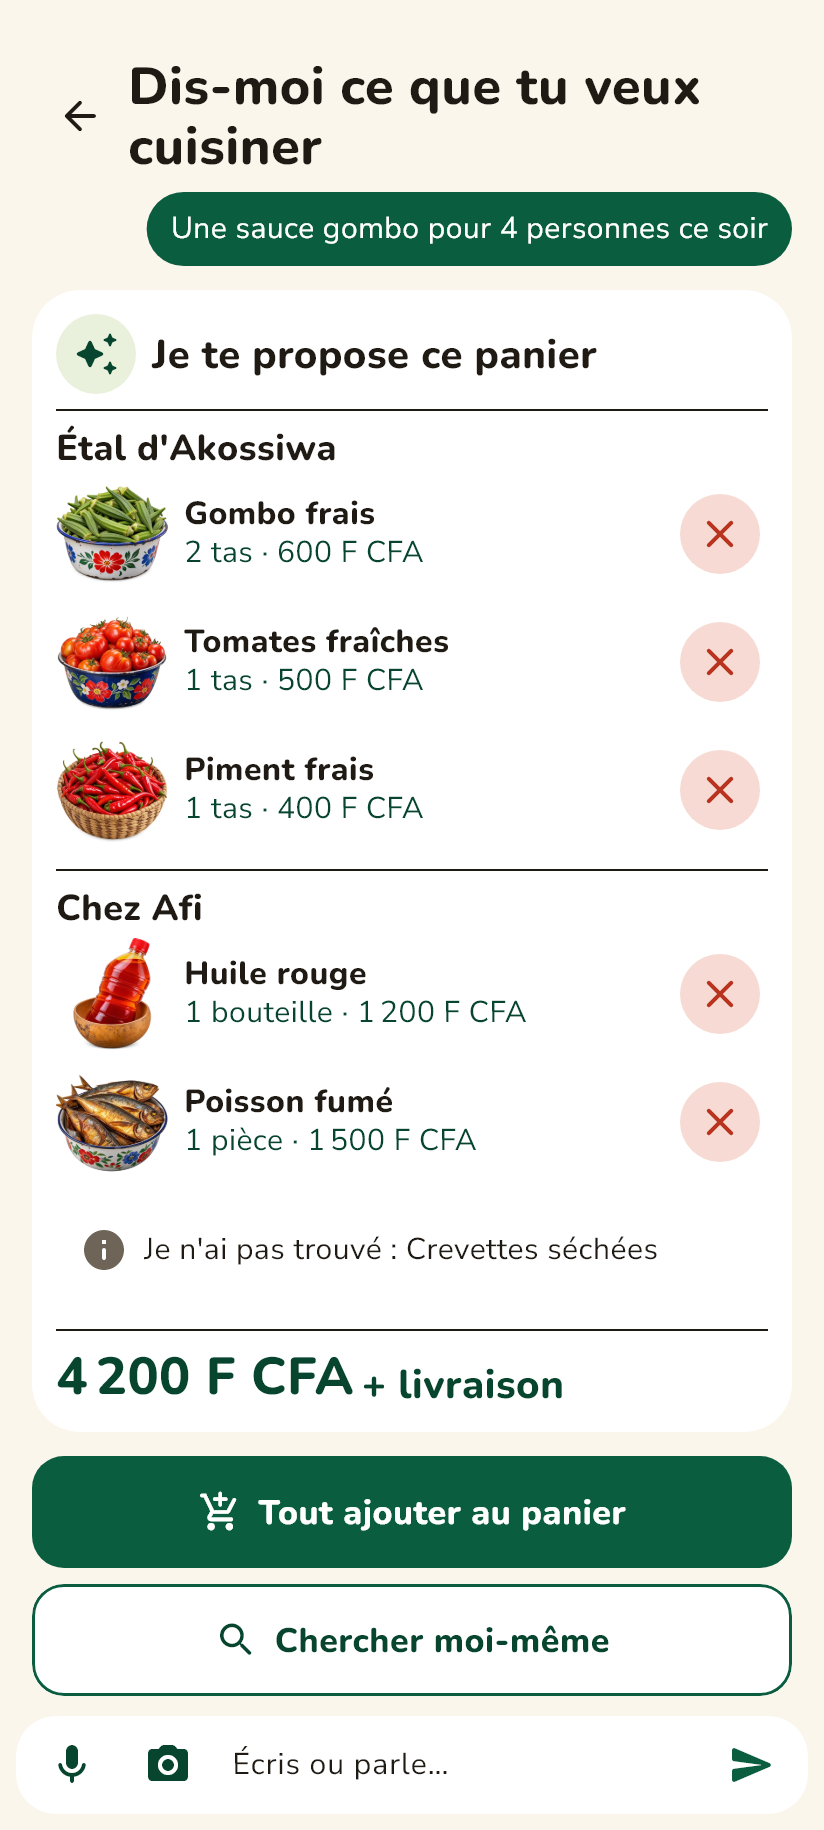 Dis-moi ce que tu veux
cuisiner
Une sauce gombo pour 4 personnes ce soir
Je te propose ce panier
Étal d'Akossiwa
Gombo frais
2 tas · 600 F CFA
Tomates fraîches
1 tas · 500 F CFA
Piment frais
1 tas · 400 F CFA
Chez Afi
Huile rouge
1 bouteille · 1 200 F CFA
Poisson fumé
1 pièce · 1 500 F CFA
Je n'ai pas trouvé : Crevettes séchées
4 200 F CFA + livraison
Tout ajouter au panier
Chercher moi-même
Écris ou parle...